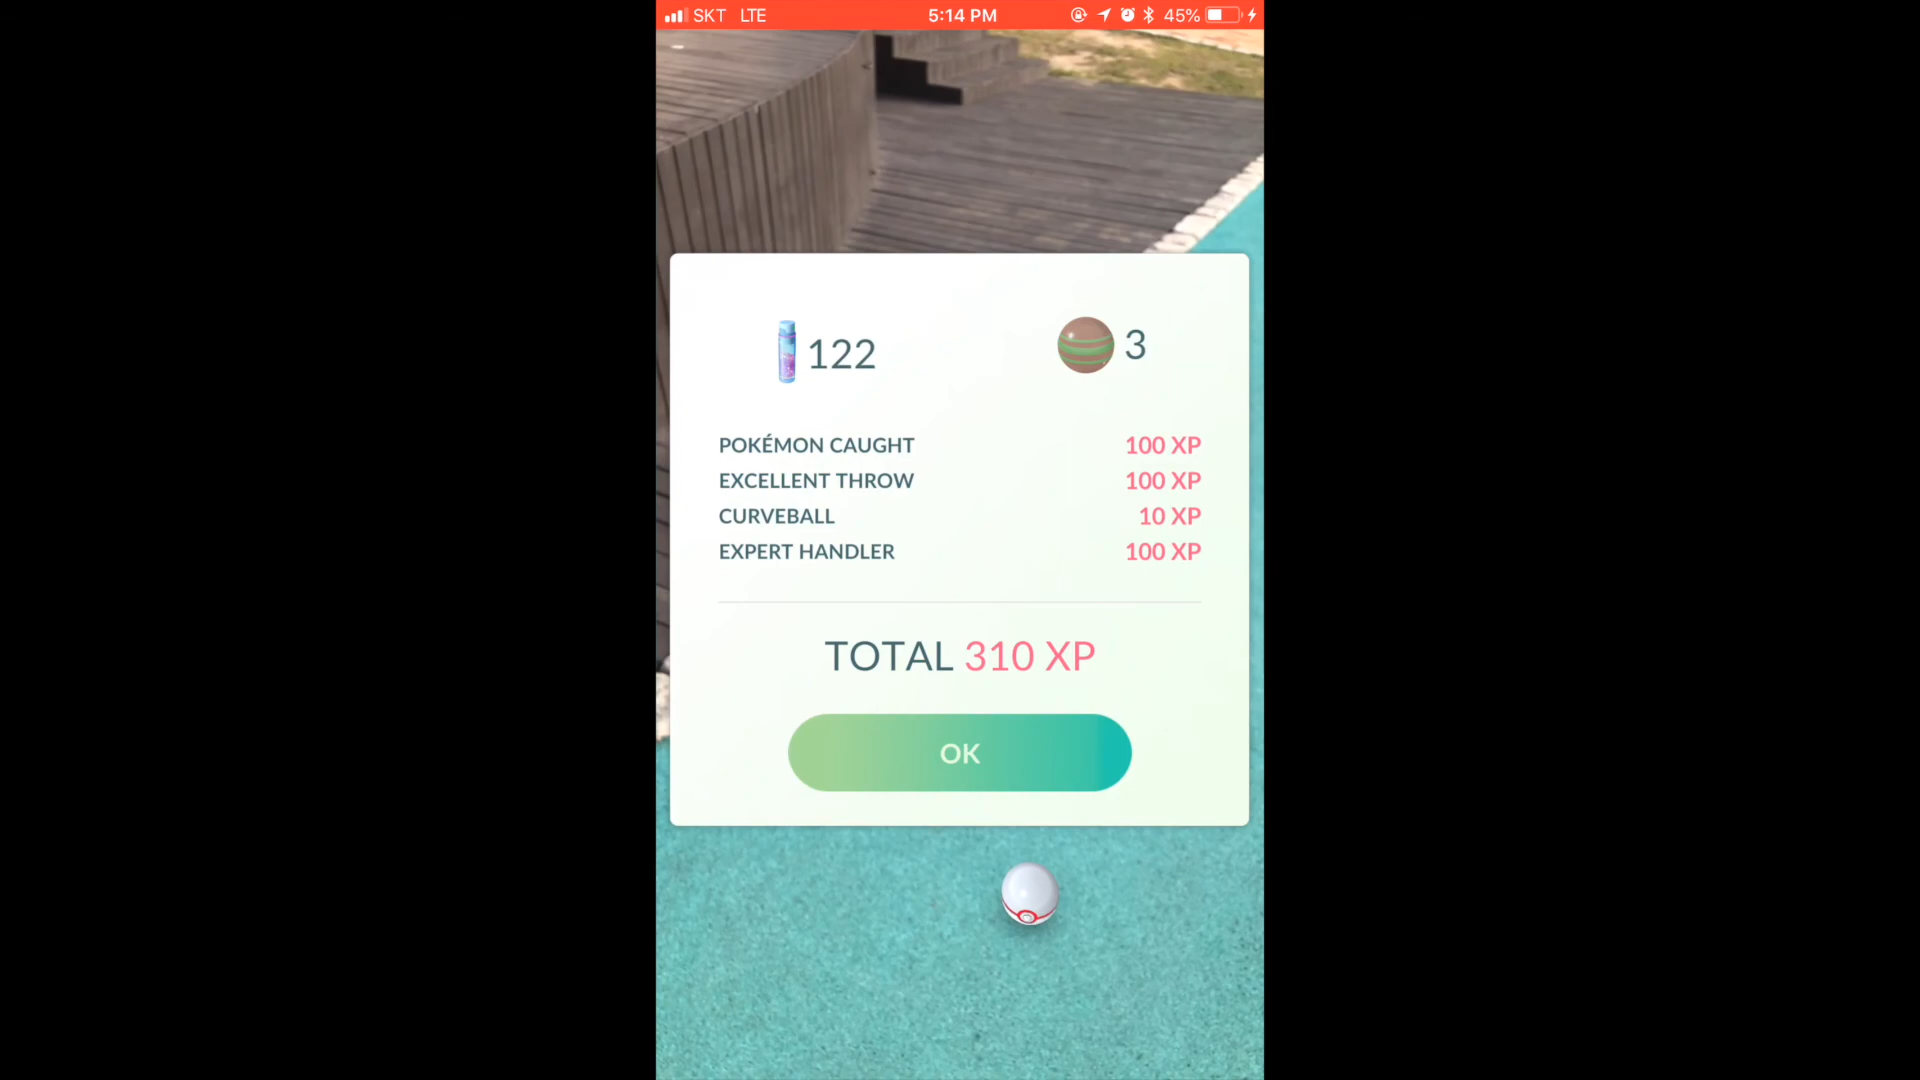 SKT LTE 5:14 PM 45%
122 3
POKÉMON CAUGHT 100 XP
EXCELLENT THROW 100 XP
CURVEBALL 10 XP
EXPERT HANDLER 100 XP
TOTAL 310 XP
OK